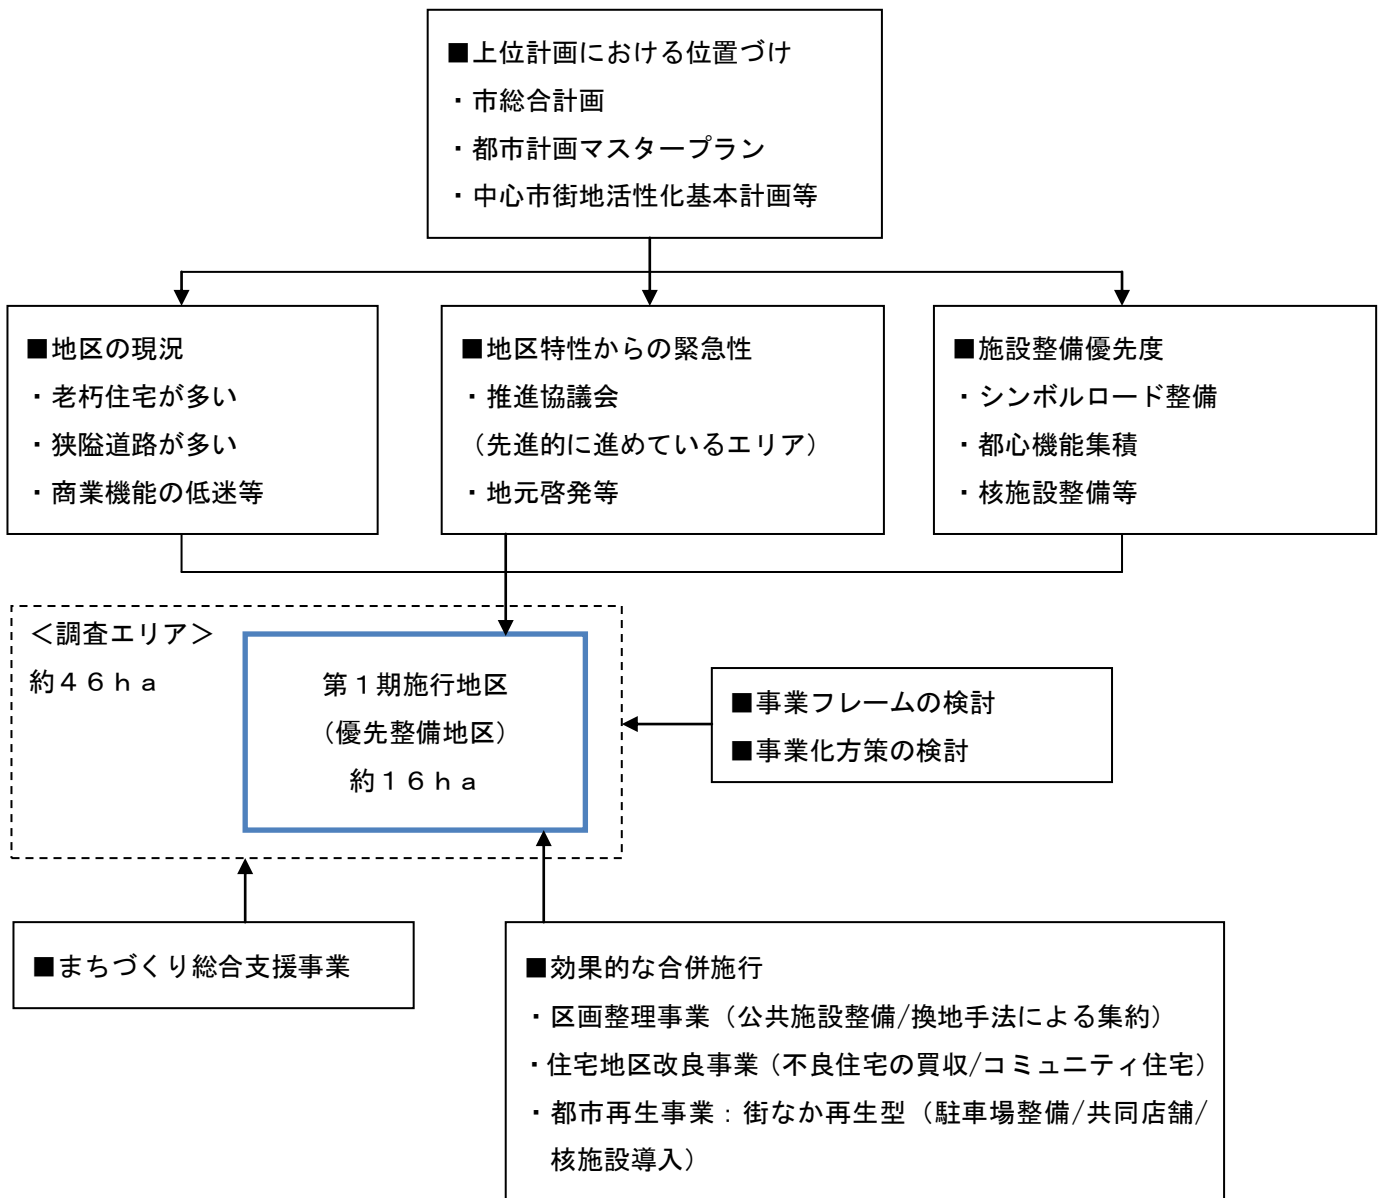 ■上位計画における位置づけ
・市総合計画
・都市計画マスタープラン
・中心市街地活性化基本計画等
■地区の現況
・老朽住宅が多い
・狭隘道路が多い
・商業機能の低迷等
■地区特性からの緊急性
・推進協議会
（先進的に進めているエリア）
・地元啓発等
■施設整備優先度
・シンボルロード整備
・都心機能集積
・核施設整備等
＜調査エリア＞
約４６ｈａ
第１期施行地区
（優先整備地区）
約１６ｈａ
■事業フレームの検討
■事業化方策の検討
■まちづくり総合支援事業
■効果的な合併施行
・区画整理事業（公共施設整備/換地手法による集約）
・住宅地区改良事業（不良住宅の買収/コミュニティ住宅）
・都市再生事業：街なか再生型（駐車場整備/共同店舗/
核施設導入）